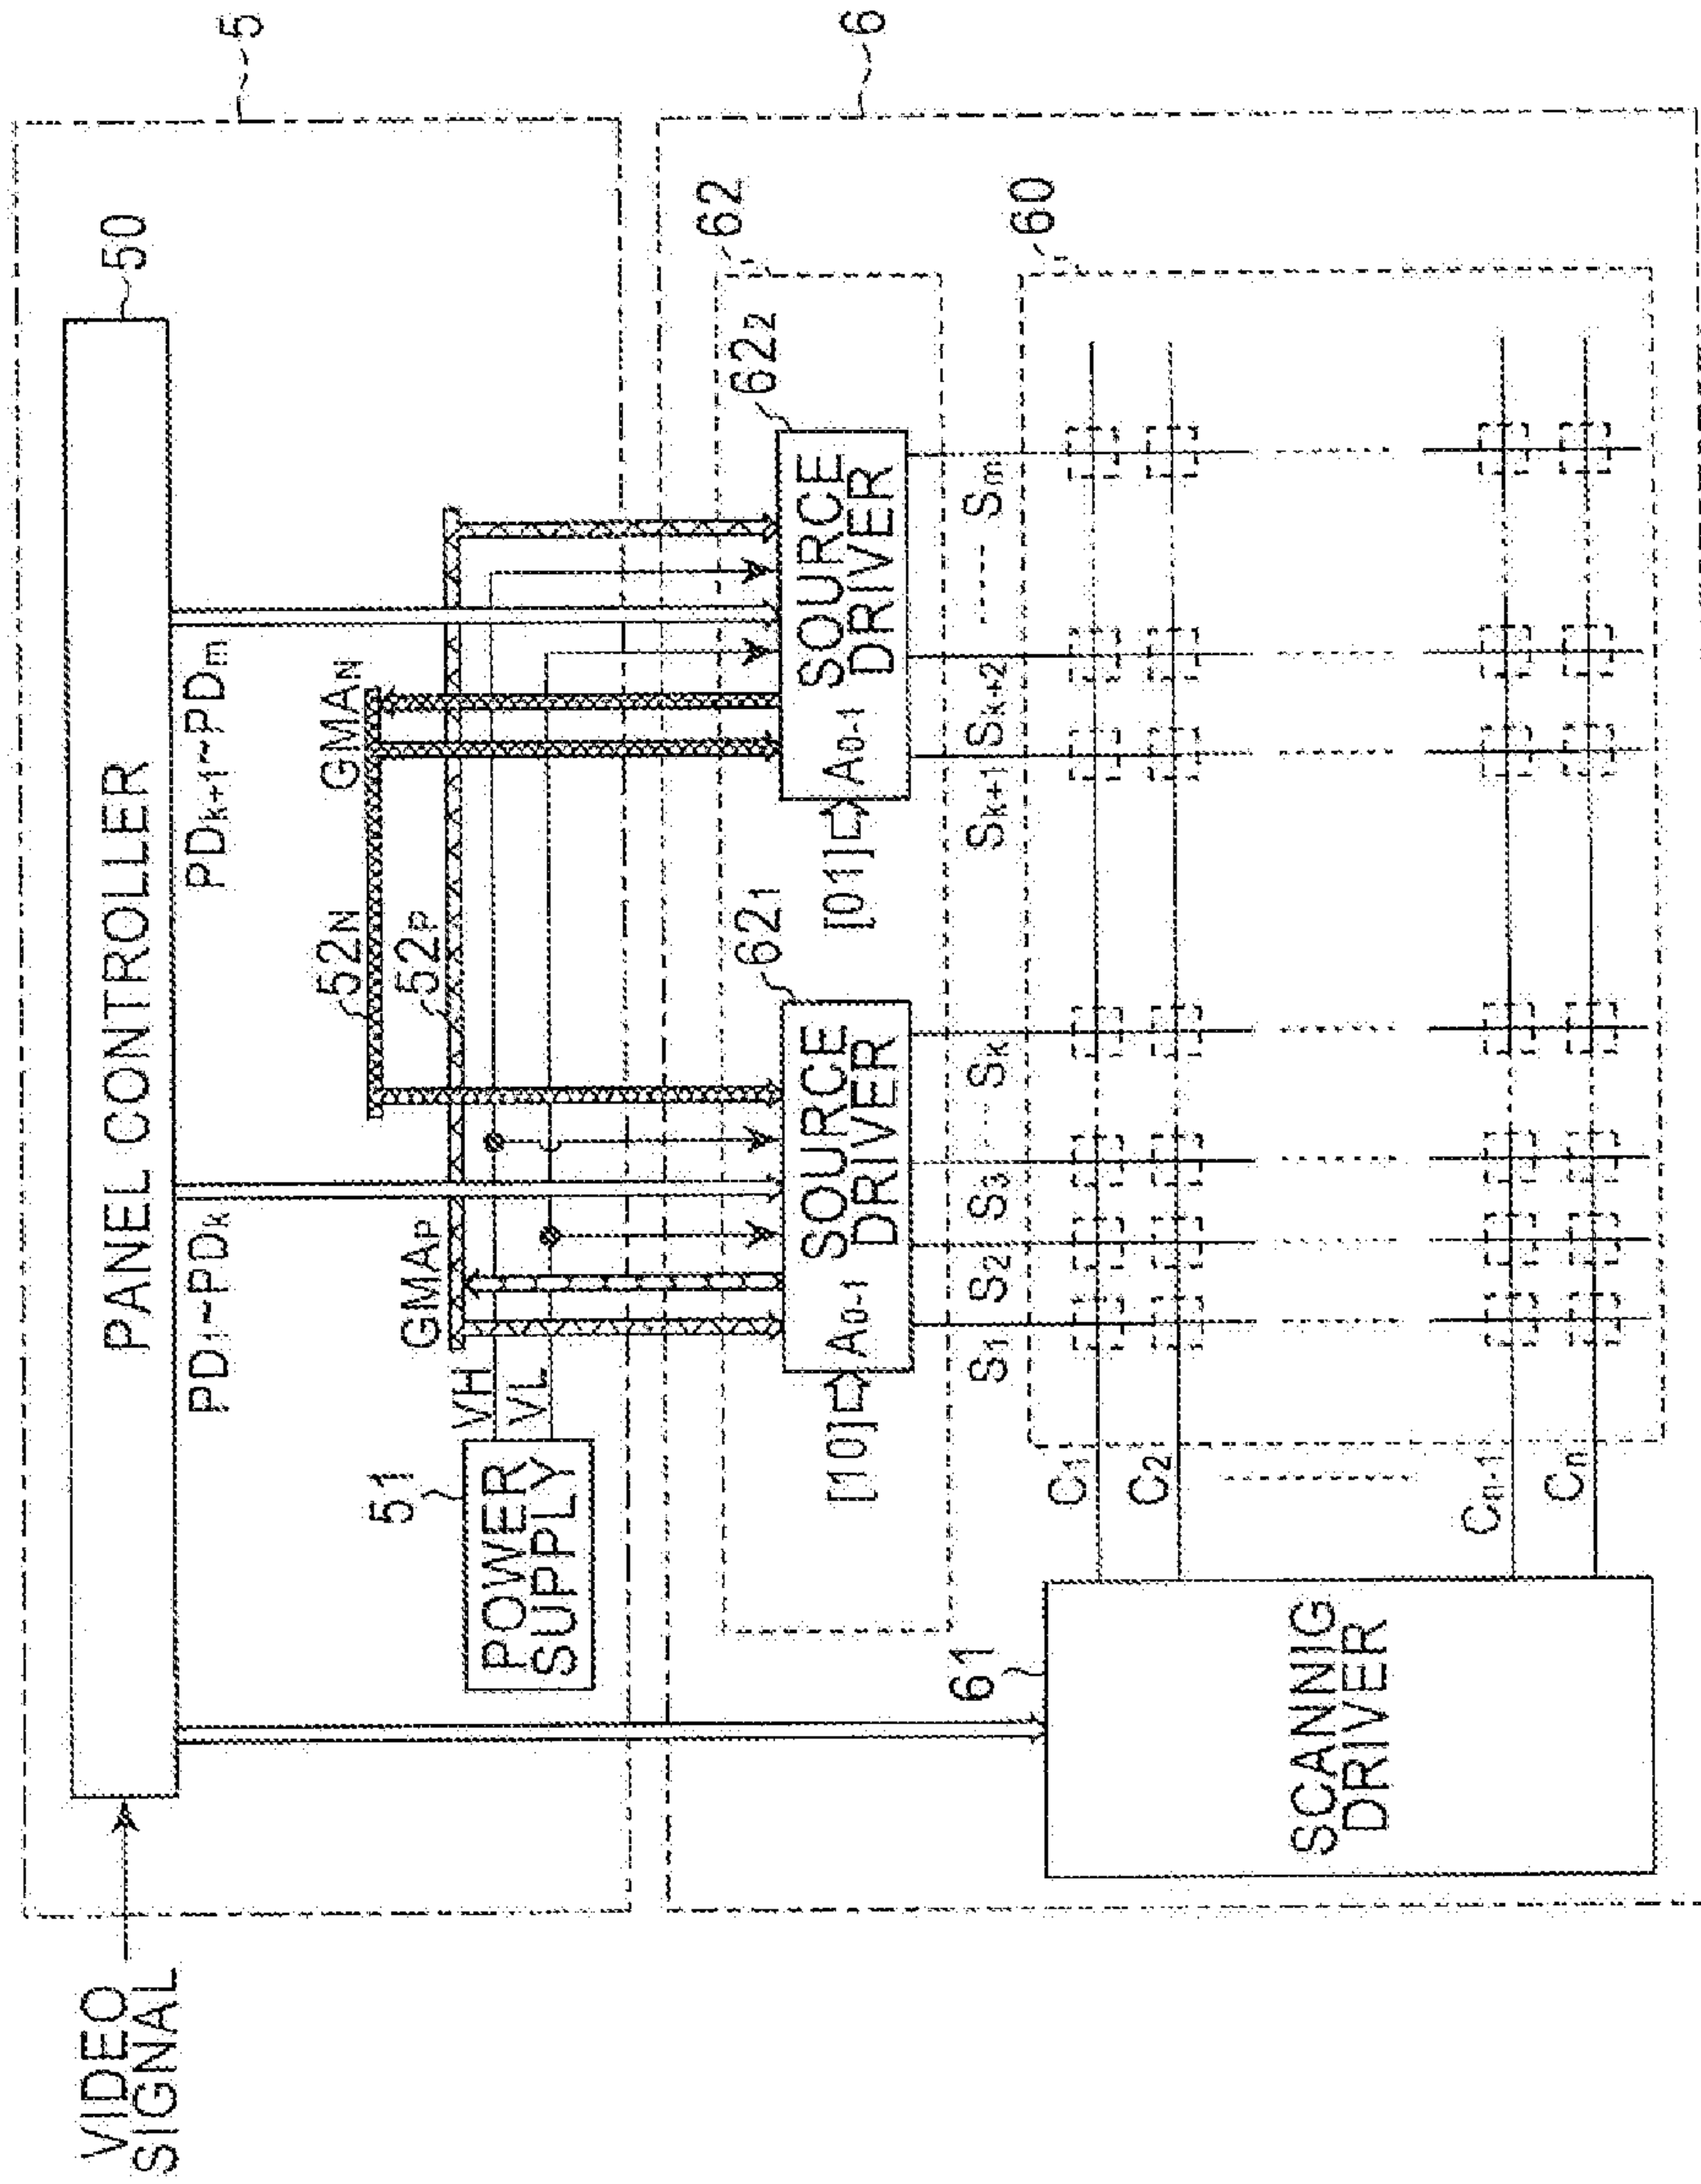 VIDEO
SIGNAL
5
PANEL CONTROLLER
50
PD1~PDk
PDk+1~PDm
52N
GMAN
52P
GMAP
51
POWER
SUPPLY
VH
VL
6
62
621
622
[10]
A0-1
SOURCE
DRIVER
[01]
A0-1
SOURCE
DRIVER
S1 S2 S3 ---- Sk
Sk+1 Sk+2 ----- Sm
60
61
SCANNING
DRIVER
C1
C2
Cn-1
Cn